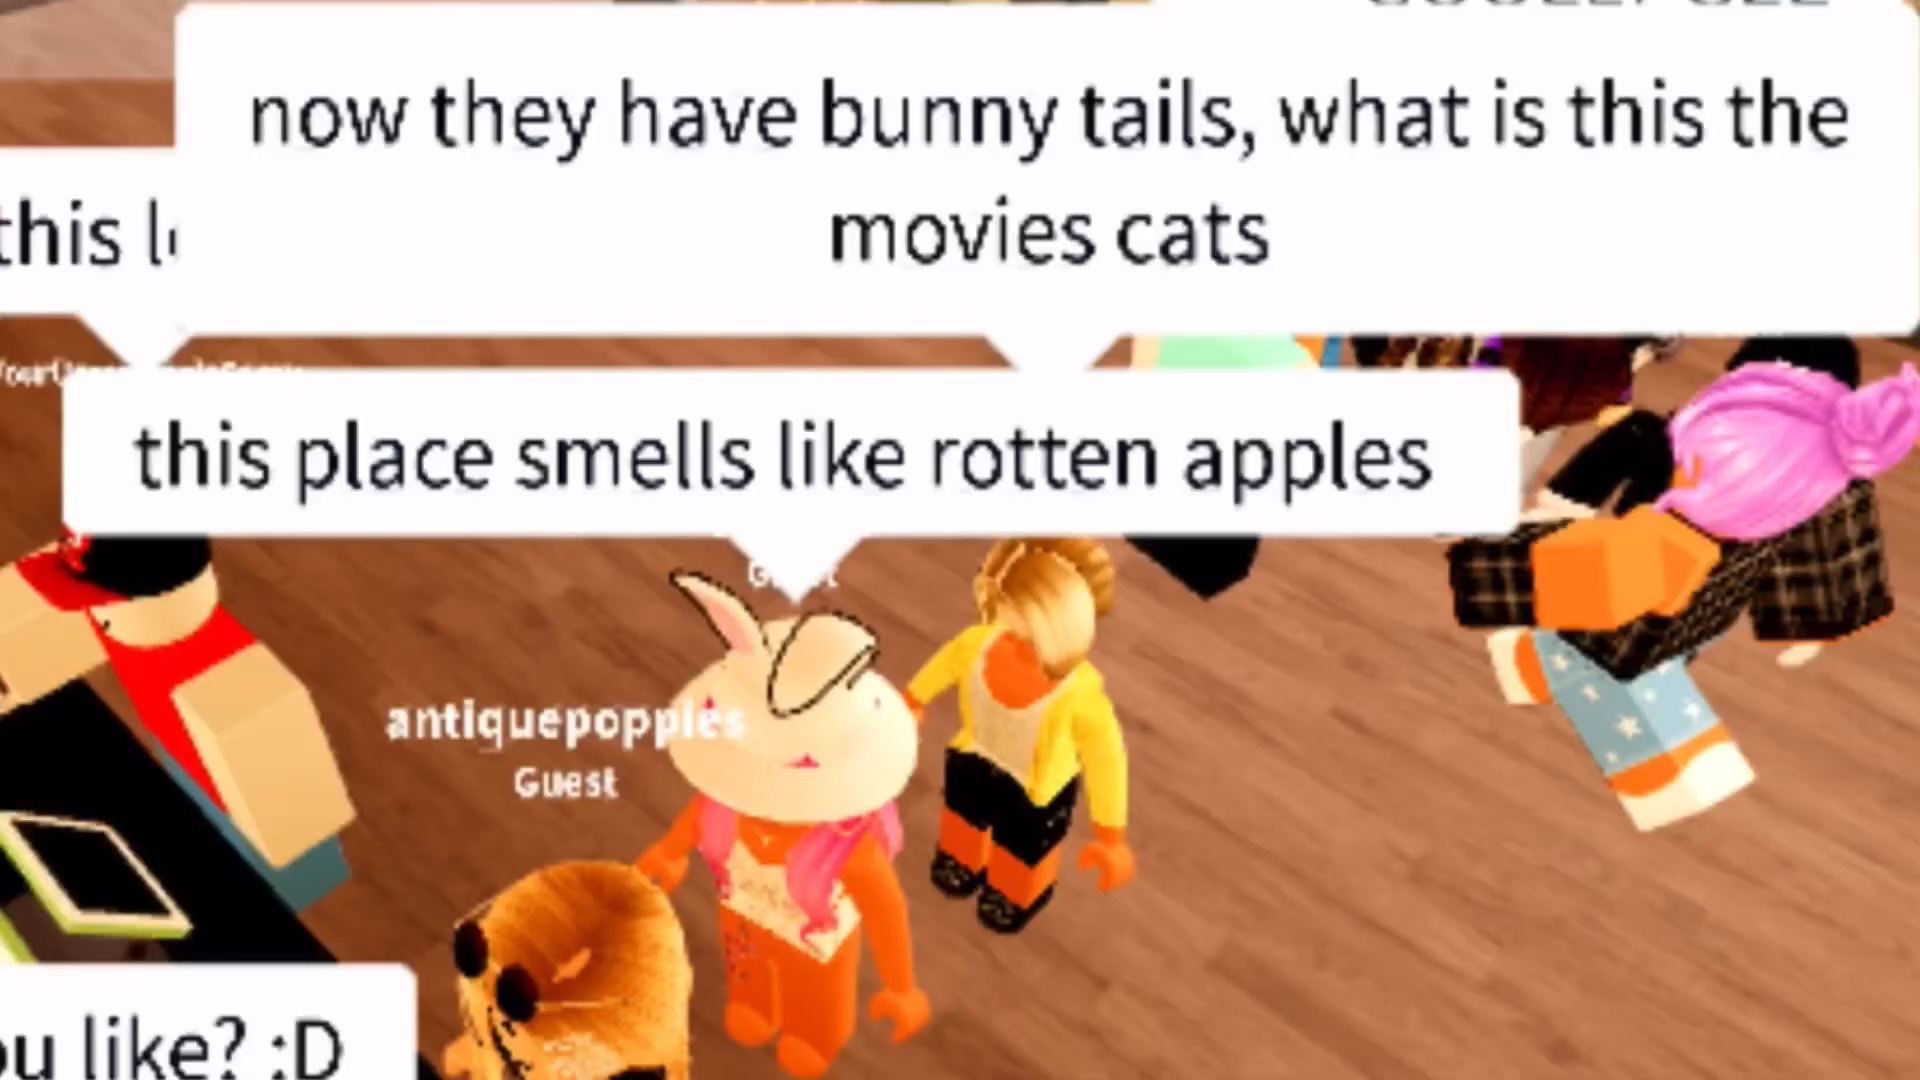 now they have bunny tails, what is this the
movies cats
this
this place smells like rotten apples
antiquepoppies
Guest
like? :D